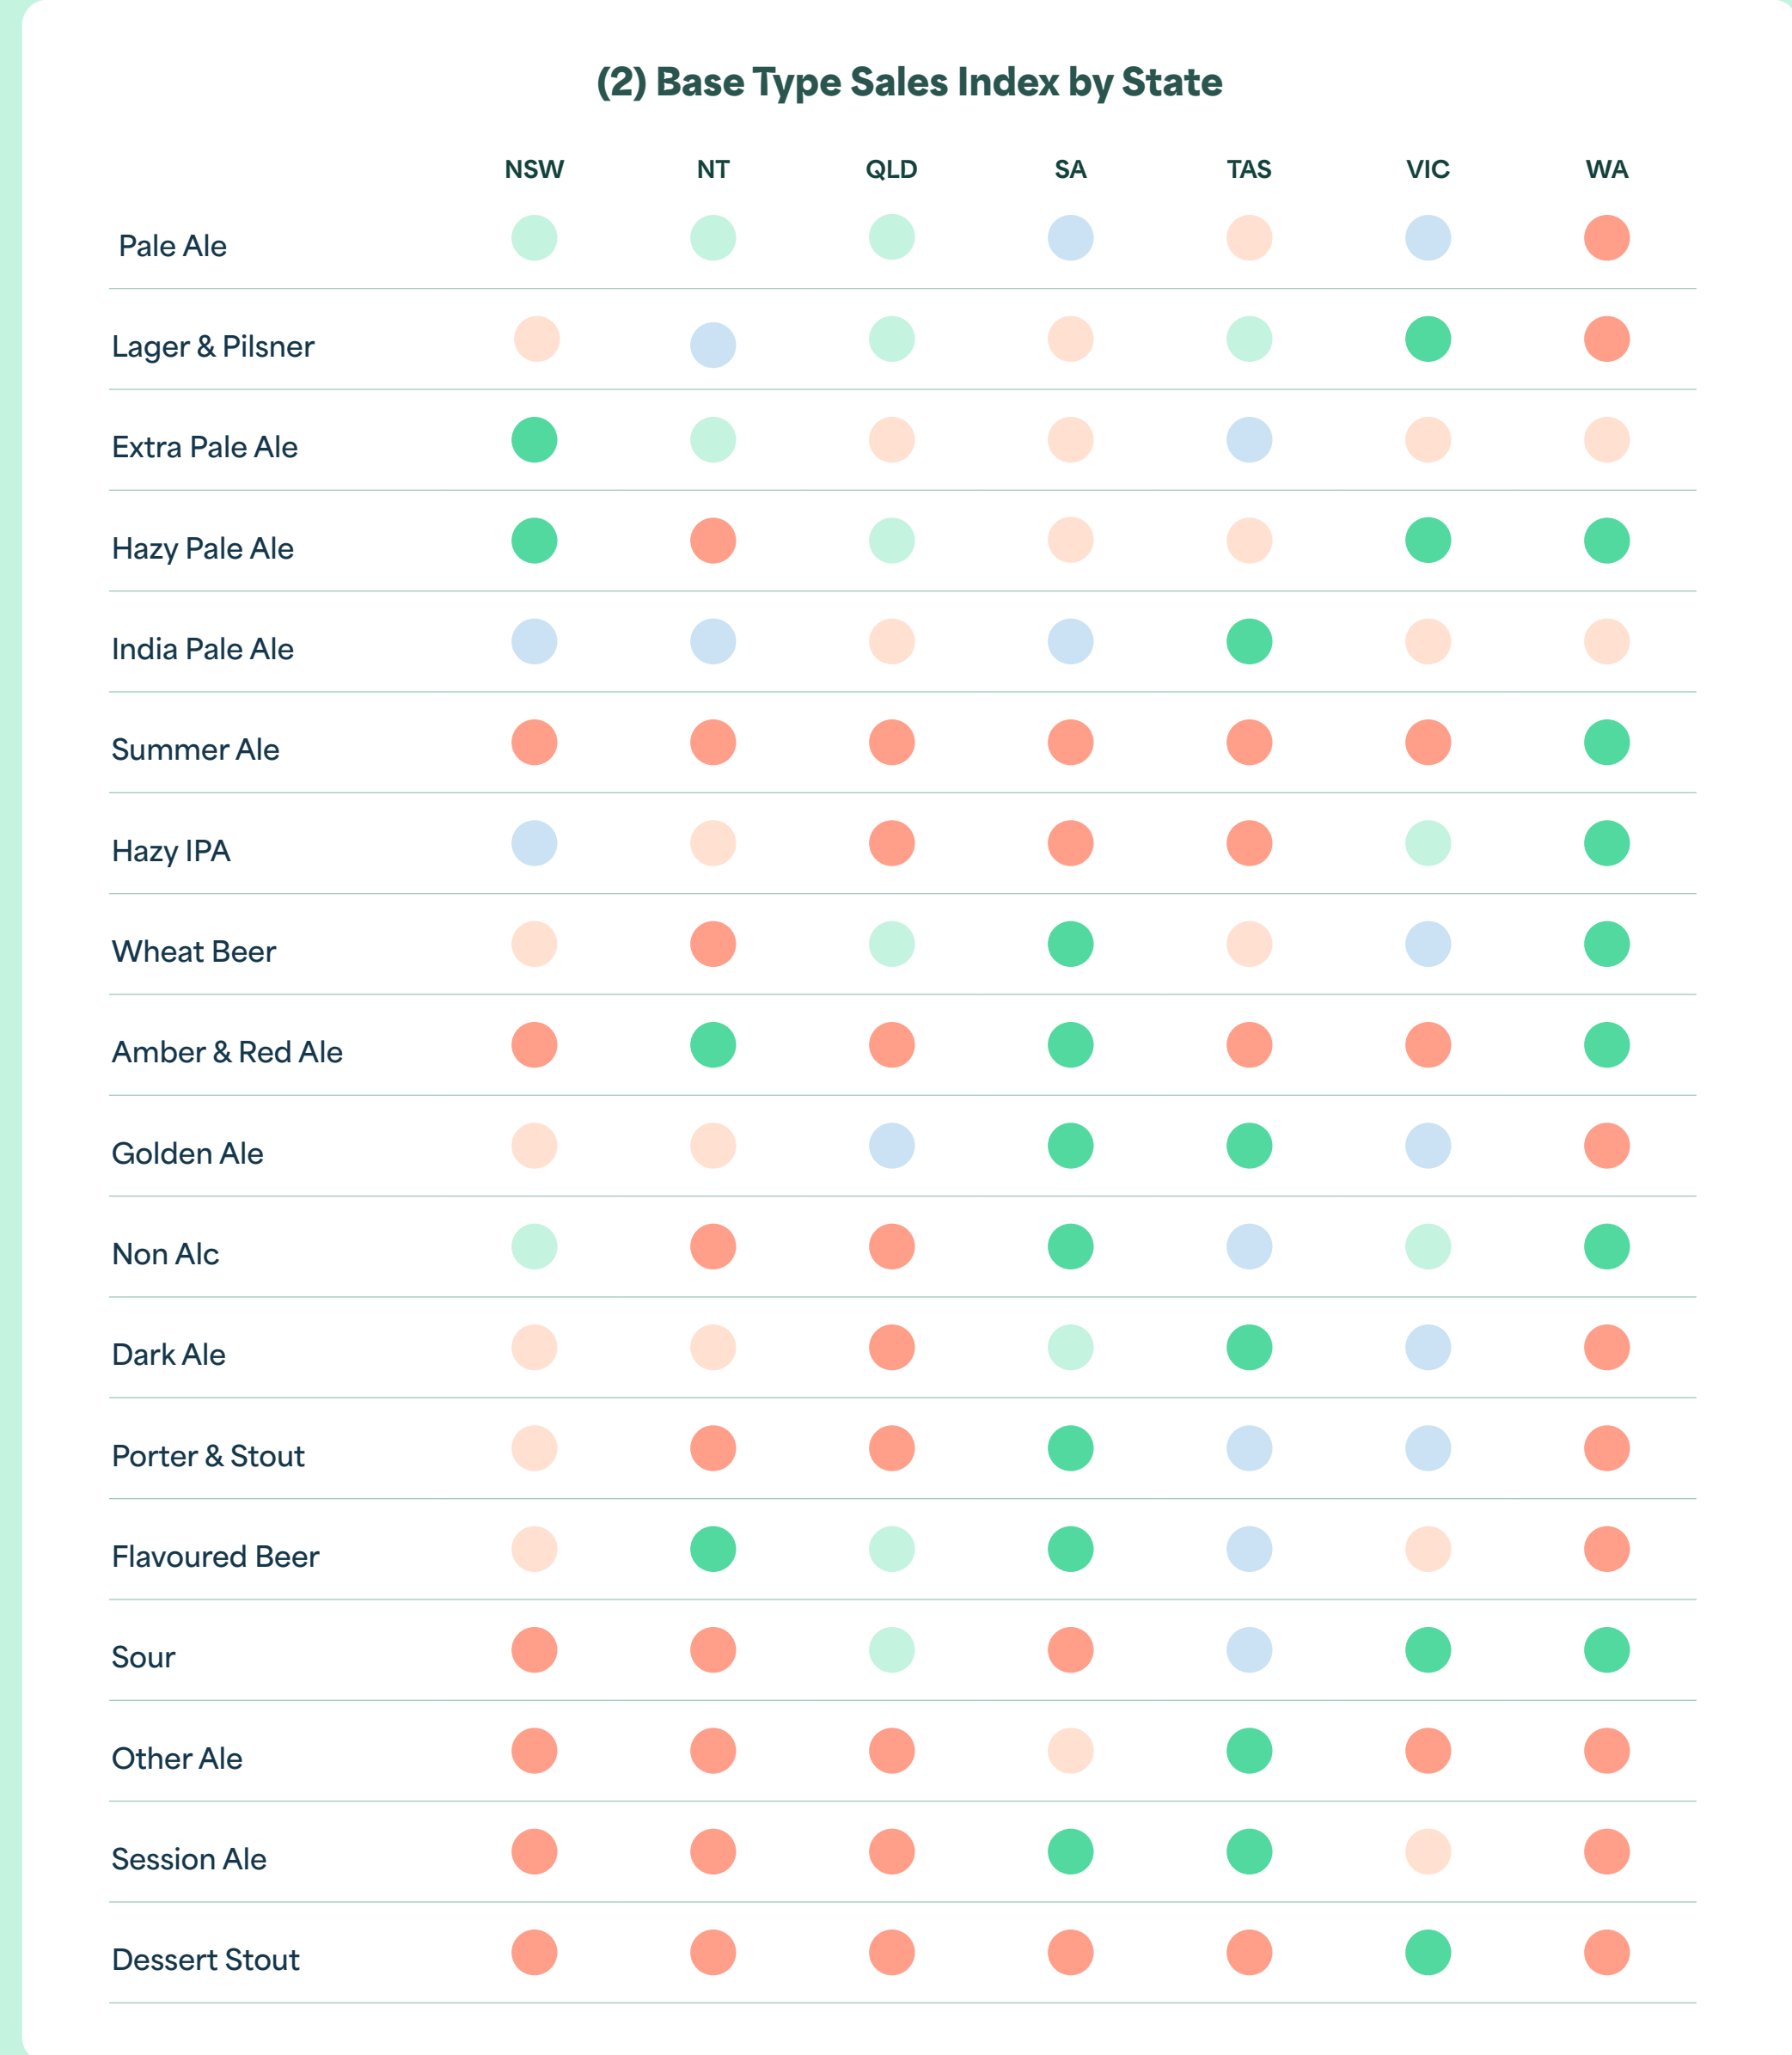 (2) Base Type Sales Index by State
NSW NT QLD SA TAS VIC WA
Pale Ale
Lager & Pilsner
Extra Pale Ale
Hazy Pale Ale
India Pale Ale
Summer Ale
Hazy IPA
Wheat Beer
Amber & Red Ale
Golden Ale
Non Alc
Dark Ale
Porter & Stout
Flavoured Beer
Sour
Other Ale
Session Ale
Dessert Stout